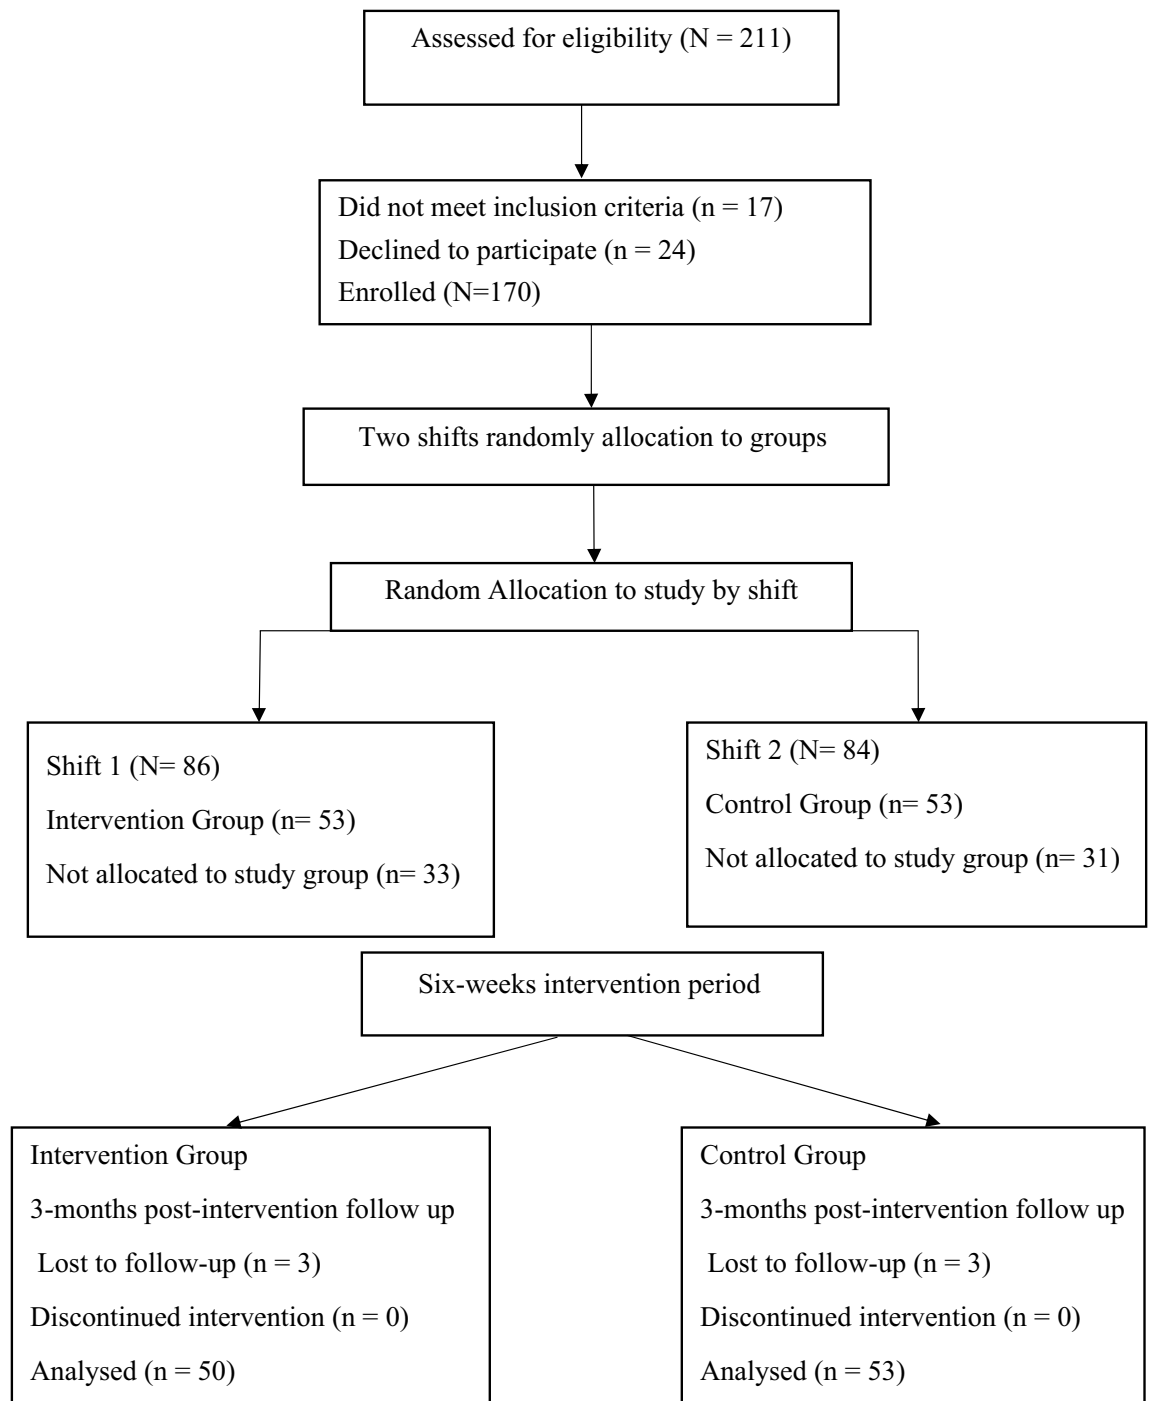 Assessed for eligibility (N = 211)
Did not meet inclusion criteria (n = 17)
Declined to participate (n = 24)
Enrolled (N=170)
Two shifts randomly allocation to groups
Random Allocation to study by shift
Shift 1 (N= 86)
Intervention Group (n= 53)
Not allocated to study group (n= 33)
Shift 2 (N= 84)
Control Group (n= 53)
Not allocated to study group (n= 31)
Six-weeks intervention period
Intervention Group
3-months post-intervention follow up
Lost to follow-up (n = 3)
Discontinued intervention (n = 0)
Analysed (n = 50)
Control Group
3-months post-intervention follow up
Lost to follow-up (n = 3)
Discontinued intervention (n = 0)
Analysed (n = 53)